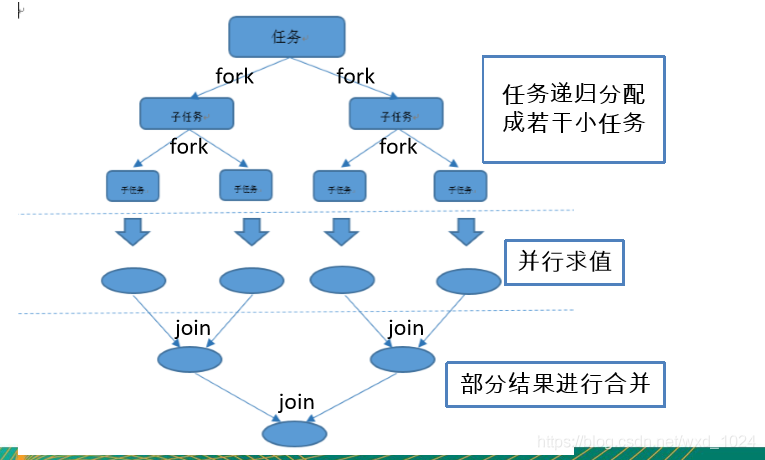 任务
fork
fork
子任务
子任务
fork
fork
子任务
子任务
子任务
子任务
任务递归分配
成若干小任务
并行求值
join
join
部分结果进行合并
join
https://blog.csdn.net/wxd_1024